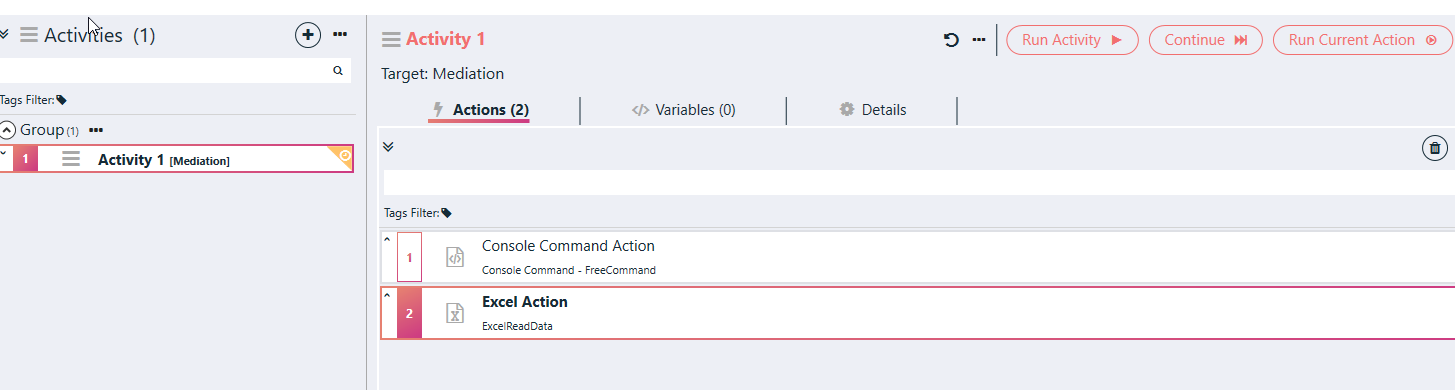 Activities (1)
Tags Filter:
Group (1)
1 Activity 1 [Mediation]
Activity 1
Run Activity
Continue
Run Current Action
Target: Mediation
Actions (2)
Variables (0)
Details
Tags Filter:
1
Console Command Action
Console Command - FreeCommand
2
Excel Action
ExcelReadData